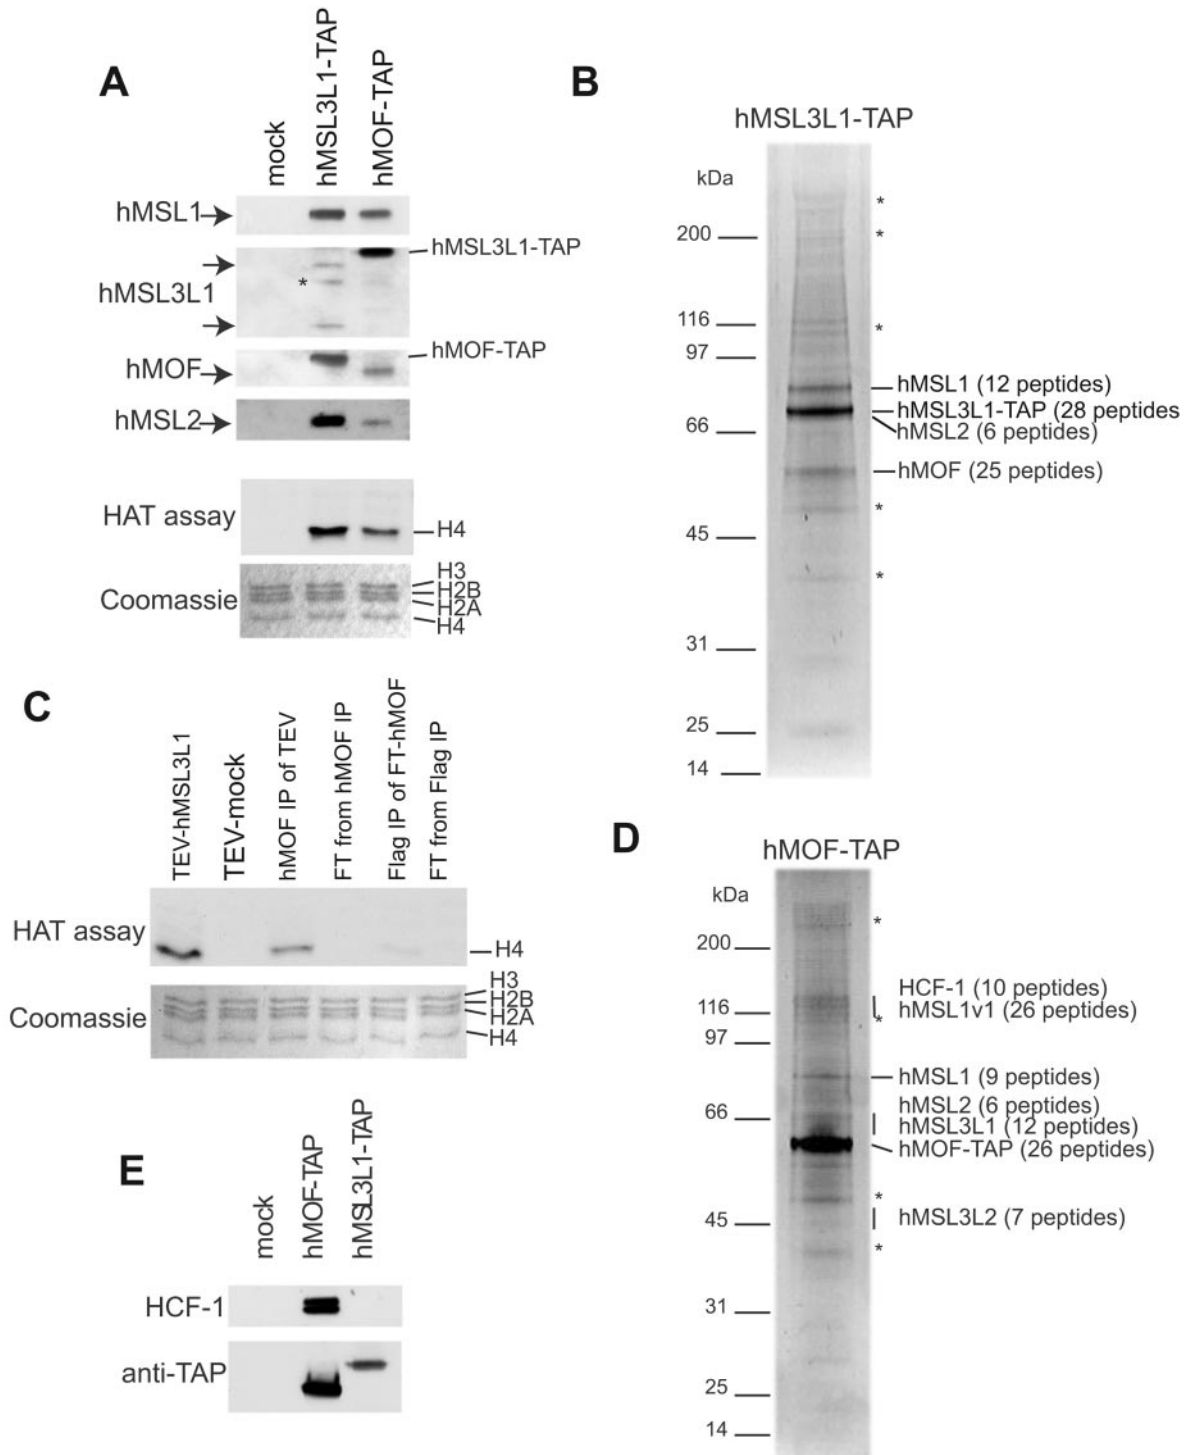 A
mock
hMSL3L1-TAP
hMOF-TAP
hMSL1
hMSL3L1-TAP
*
hMSL3L1
hMOF-TAP
hMOF
hMSL2
HAT assay
H4
Coomassie
H3
H2B
H2A
H4
B
hMSL3L1-TAP
kDa
*
200
*
116
*
97
hMSL1 (12 peptides)
hMSL3L1-TAP (28 peptides
66
hMSL2 (6 peptides)
hMOF (25 peptides)
*
45
*
31
25
14
C
TEV-hMSL3L1
TEV-mock
hMOF IP of TEV
FT from hMOF IP
Flag IP of FT-hMOF
FT from Flag IP
HAT assay
H4
Coomassie
H3
H2B
H2A
H4
D
hMOF-TAP
kDa
*
200
HCF-1 (10 peptides)
116
hMSL1v1 (26 peptides)
*
97
hMSL1 (9 peptides)
hMSL2 (6 peptides)
66
hMSL3L1 (12 peptides)
hMOF-TAP (26 peptides)
*
45
hMSL3L2 (7 peptides)
*
31
25
14
E
mock
hMOF-TAP
hMSL3L1-TAP
HCF-1
anti-TAP